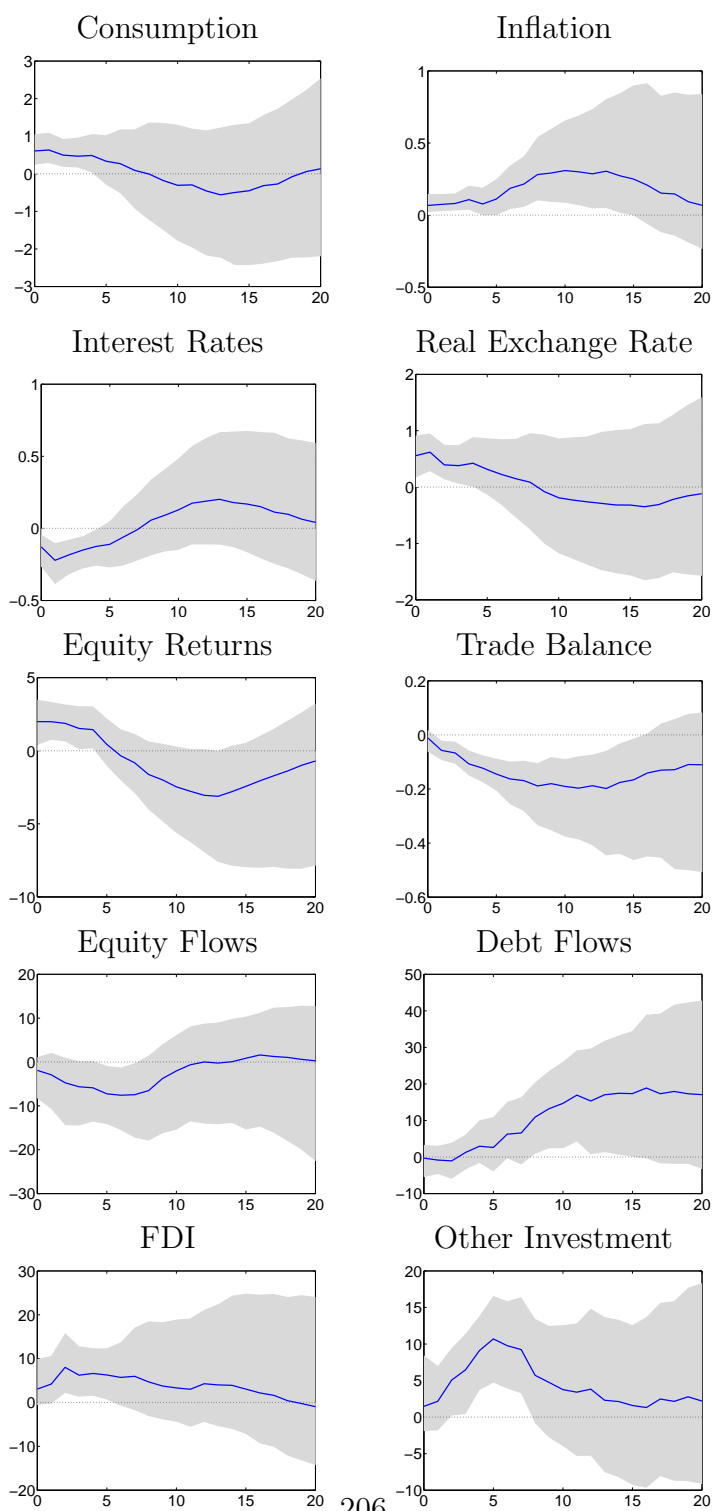 Consumption
Inflation
3
2
1
0
−1
−2
−3
0 5 10 15 20
1
0.5
0
−0.5
0 5 10 15 20
Interest Rates
Real Exchange Rate
1
0.5
0
−0.5
0 5 10 15 20
2
1
0
−1
−2
0 5 10 15 20
Equity Returns
Trade Balance
5
0
−5
−10
0 5 10 15 20
0.2
0
−0.2
−0.4
−0.6
0 5 10 15 20
Equity Flows
Debt Flows
20
10
0
−10
−20
−30
0 5 10 15 20
50
40
30
20
10
0
−10
0 5 10 15 20
FDI
Other Investment
30
20
10
0
−10
−20
0 5 10 15 20
20
15
10
5
0
−5
−10
0 5 10 15 20
206